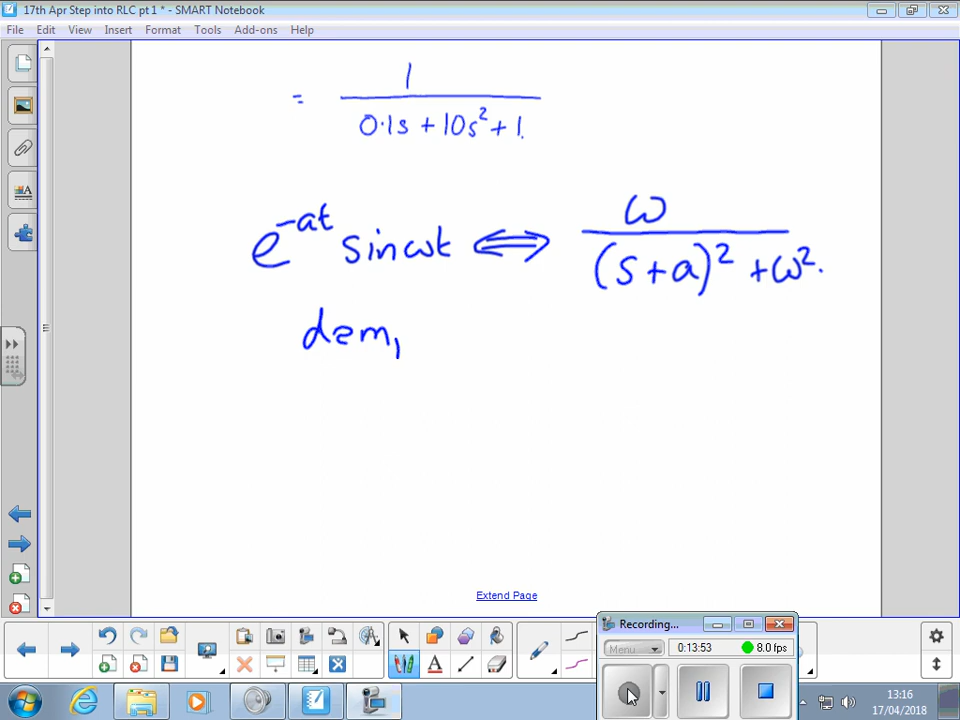 17th Apr Step into RLC pt 1 * - SMART Notebook
File Edit View Insert Format Tools Add-ons Help
= 1 / (0.1s + 10s² + 1.)
e^(-at) sinωt ⇔ ω / ((s + a)² + ω².)
dem,
Extend Page
Recording...
Menu 0:13:53 8.0 fps
A
13:16
17/04/2018